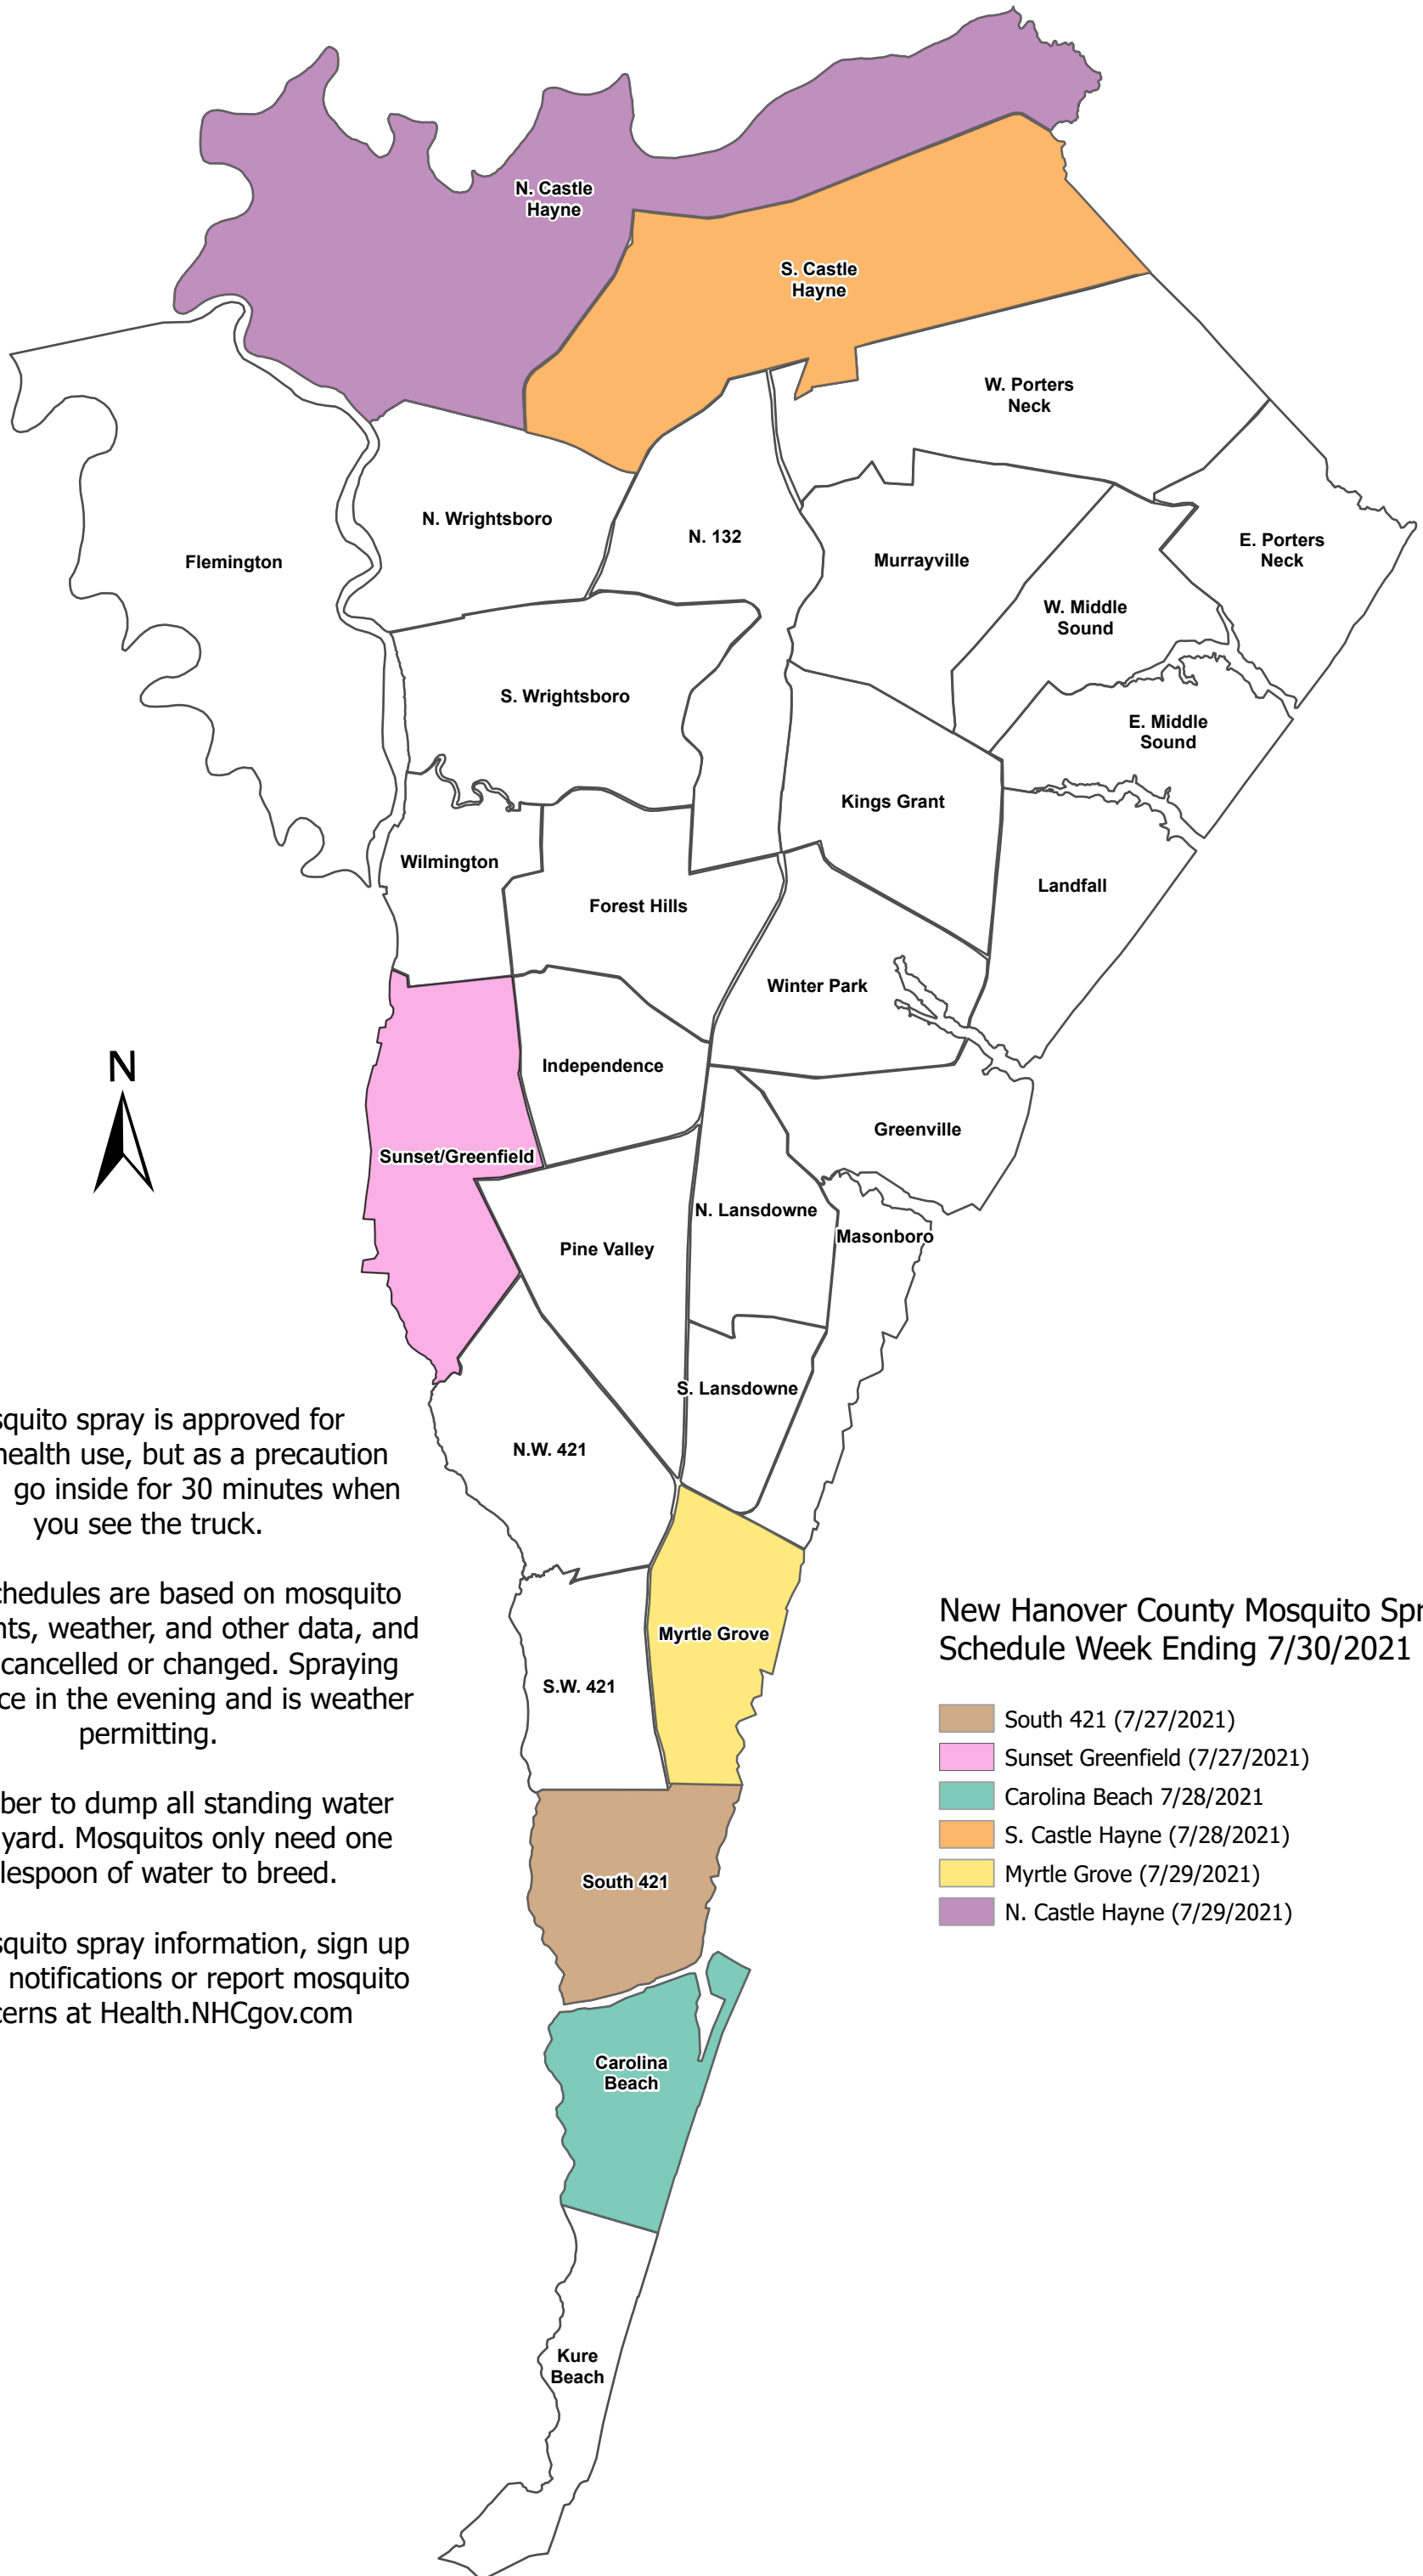 N. Castle
Hayne
S. Castle
Hayne
W. Porters
Neck
N. Wrightsboro
N. 132
Flemington
Murrayville
E. Porters
Neck
W. Middle
Sound
S. Wrightsboro
E. Middle
Sound
Kings Grant
Wilmington
Landfall
Forest Hills
Winter Park
N
Independence
Greenville
Sunset/Greenfield
N. Lansdowne
Masonboro
Pine Valley
S. Lansdowne
N.W. 421
squito spray is approved for
health use, but as a precaution
go inside for 30 minutes when
you see the truck.
chedules are based on mosquito
nts, weather, and other data, and
cancelled or changed. Spraying
ce in the evening and is weather
permitting.
ber to dump all standing water
yard. Mosquitos only need one
lespoon of water to breed.
squito spray information, sign up
notifications or report mosquito
cerns at Health.NHCgov.com
Myrtle Grove
S.W. 421
South 421
Carolina
Beach
Kure
Beach
New Hanover County Mosquito Spr
Schedule Week Ending 7/30/2021
South 421 (7/27/2021)
Sunset Greenfield (7/27/2021)
Carolina Beach 7/28/2021
S. Castle Hayne (7/28/2021)
Myrtle Grove (7/29/2021)
N. Castle Hayne (7/29/2021)